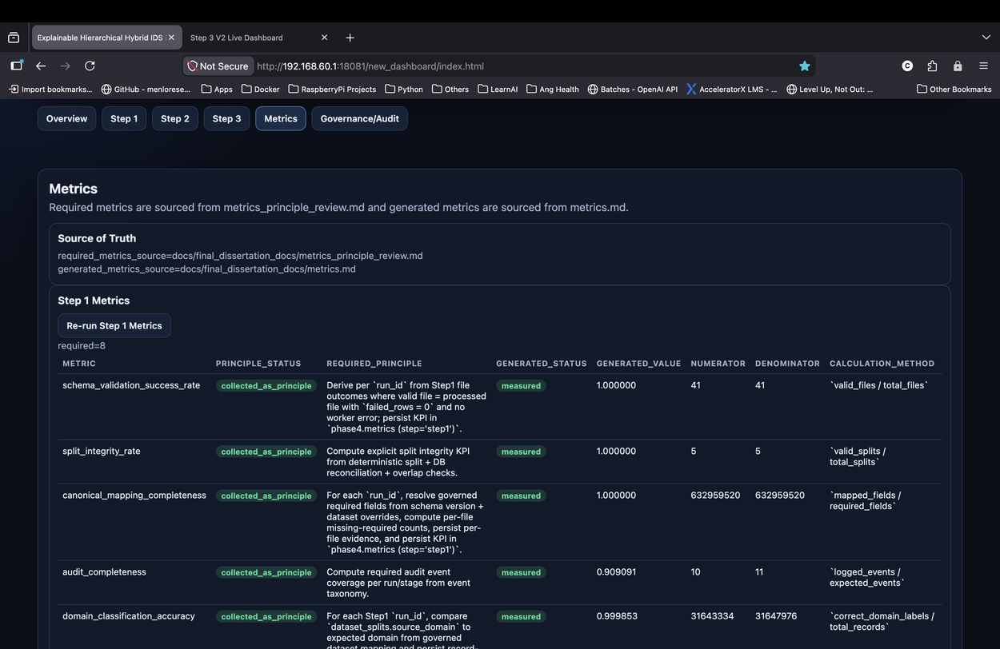 Explainable Hierarchical Hybrid IDS
Step 3 V2 Live Dashboard
Not Secure http://192.168.60.1:18081/new_dashboard/index.html
Import bookmarks... GitHub - menlorese... Apps Docker RaspberryPi Projects Python Others LearnAI Ang Health Batches - OpenAI API AcceleratorX LMS - ... Level Up, Not Out: ... Other Bookmarks
Overview Step 1 Step 2 Step 3 Metrics Governance/Audit
Metrics
Required metrics are sourced from metrics_principle_review.md and generated metrics are sourced from metrics.md.
Source of Truth
required_metrics_source=docs/final_dissertation_docs/metrics_principle_review.md
generated_metrics_source=docs/final_dissertation_docs/metrics.md
Step 1 Metrics
Re-run Step 1 Metrics
required=8
METRIC PRINCIPLE_STATUS REQUIRED_PRINCIPLE GENERATED_STATUS GENERATED_VALUE NUMERATOR DENOMINATOR CALCULATION_METHOD
schema_validation_success_rate collected_as_principle Derive per `run_id` from Step1 file measured 1.000000 41 41 `valid_files / total_files`
outcomes where valid file = processed
file with `failed_rows = 0` and no
worker error; persist KPI in
`phase4.metrics (step='step1')`.
split_integrity_rate collected_as_principle Compute explicit split integrity KPI measured 1.000000 5 5 `valid_splits /
from deterministic split + DB total_splits`
reconciliation + overlap checks.
canonical_mapping_completeness collected_as_principle For each `run_id`, resolve governed measured 1.000000 632959520 632959520 `mapped_fields /
required fields from schema version + required_fields`
dataset overrides, compute per-file
missing-required counts, persist per-
file evidence, and persist KPI in
`phase4.metrics (step='step1')`.
audit_completeness collected_as_principle Compute required audit event measured 0.909091 10 11 `logged_events /
coverage per run/stage from event expected_events`
taxonomy.
domain_classification_accuracy collected_as_principle For each Step1 `run_id`, compare measured 0.999853 31643334 31647976 `correct_domain_labels /
`dataset_splits.source_domain` to total_records`
expected domain from governed
dataset mapping and persist record-